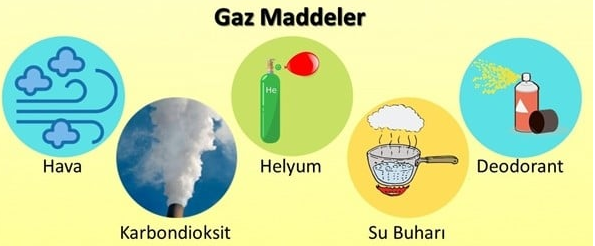 Gaz Maddeler
He
Hava
Karbondioksit
Helyum
Su Buharı
Deodorant